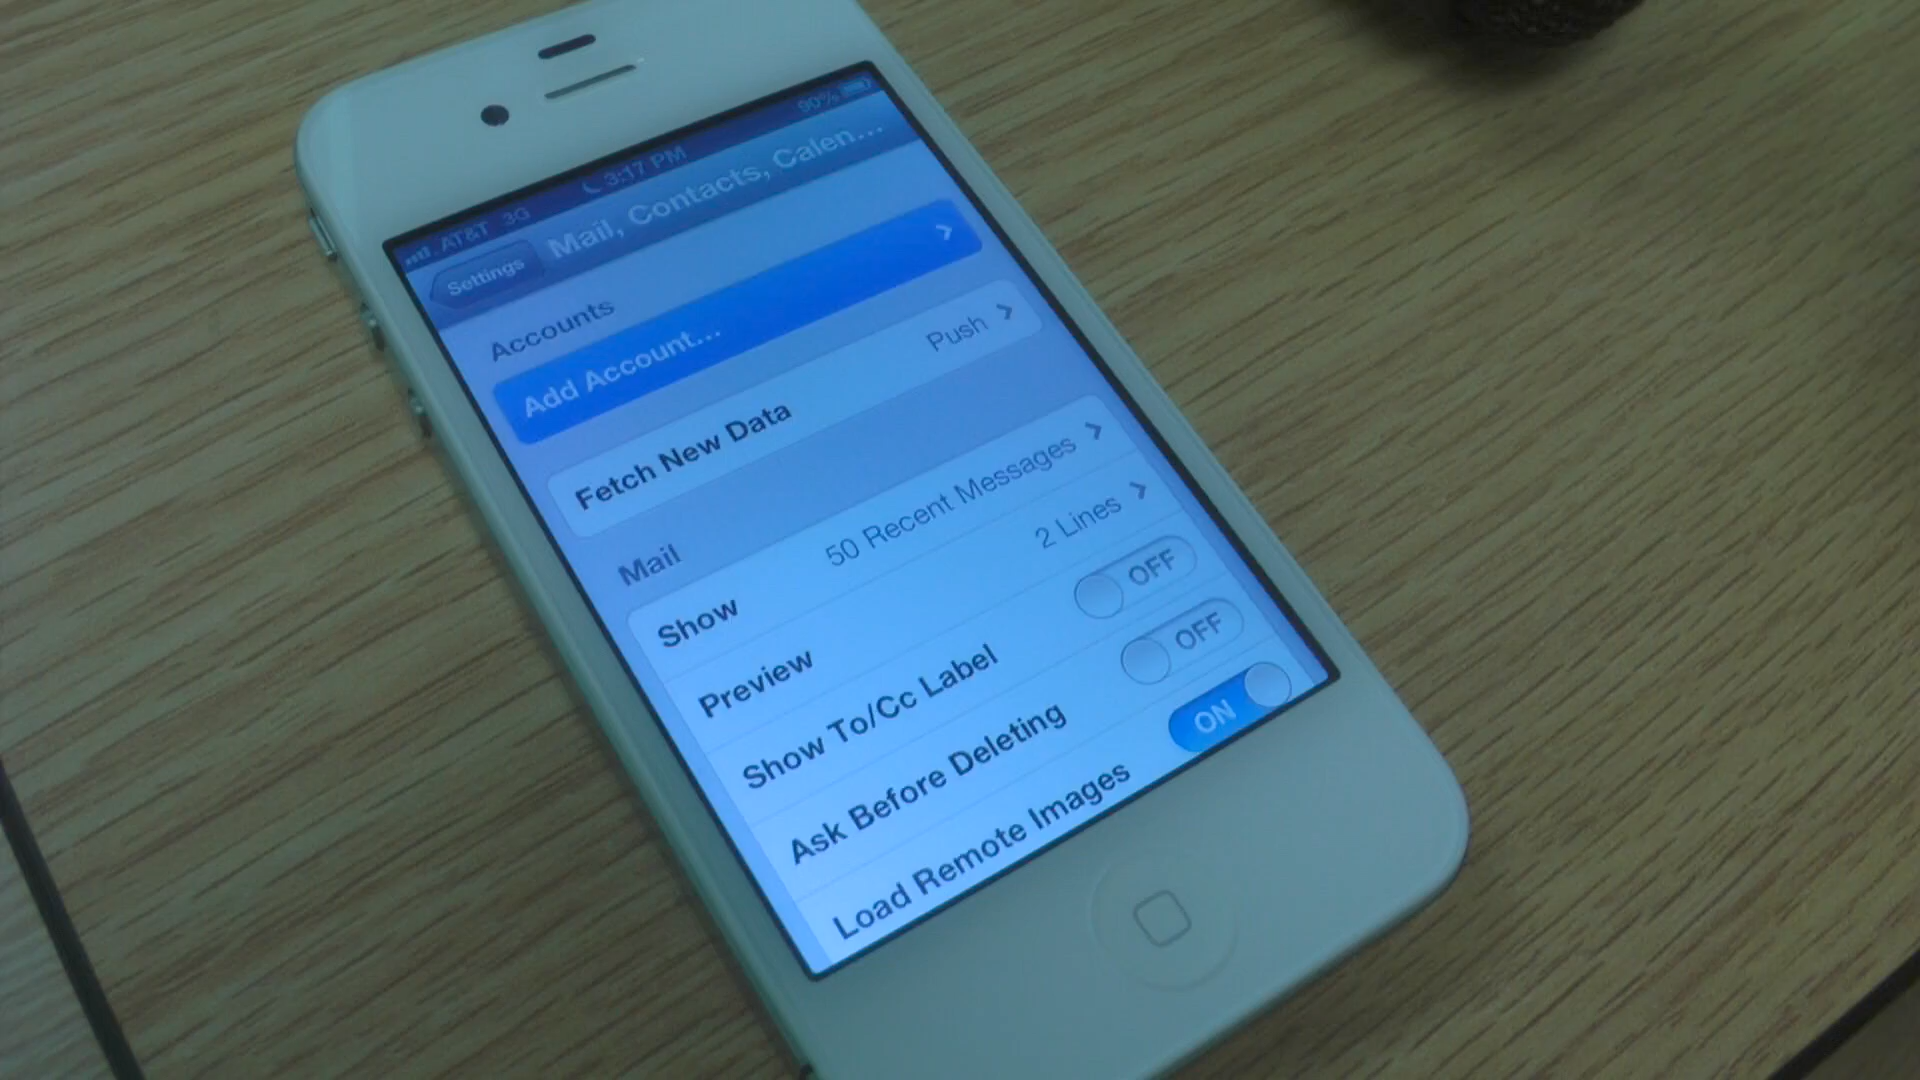 AT&T 3G 3:17 PM 90%
Settings Mail, Contacts, Calen...
Accounts
Add Account...
Fetch New Data Push
Mail
Show 50 Recent Messages
Preview 2 Lines
Show To/Cc Label OFF
Ask Before Deleting OFF
Load Remote Images ON